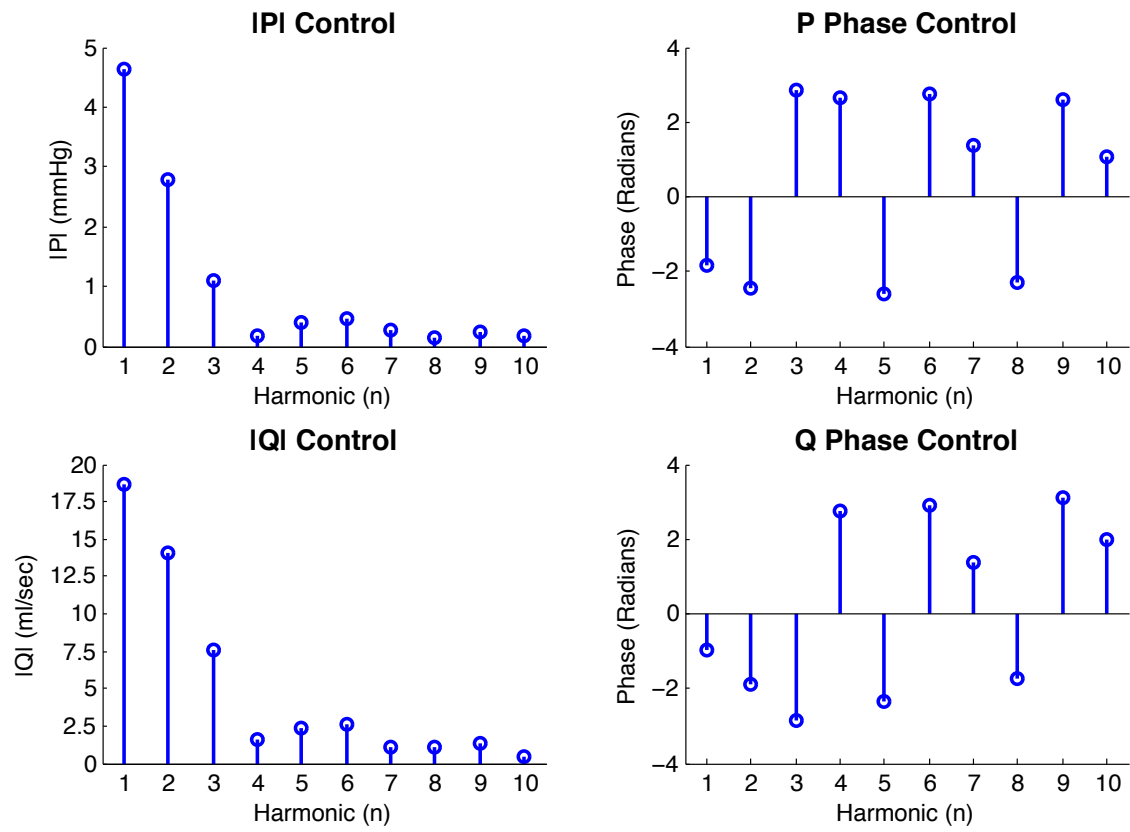 |P| Control
5
4
3
2
1
0
|P| (mmHg)
1 2 3 4 5 6 7 8 9 10
Harmonic (n)
P Phase Control
4
2
0
−2
−4
Phase (Radians)
1 2 3 4 5 6 7 8 9 10
Harmonic (n)
|Q| Control
20
17.5
15
12.5
10
7.5
5
2.5
0
|Q| (ml/sec)
1 2 3 4 5 6 7 8 9 10
Harmonic (n)
Q Phase Control
4
2
0
−2
−4
Phase (Radians)
1 2 3 4 5 6 7 8 9 10
Harmonic (n)